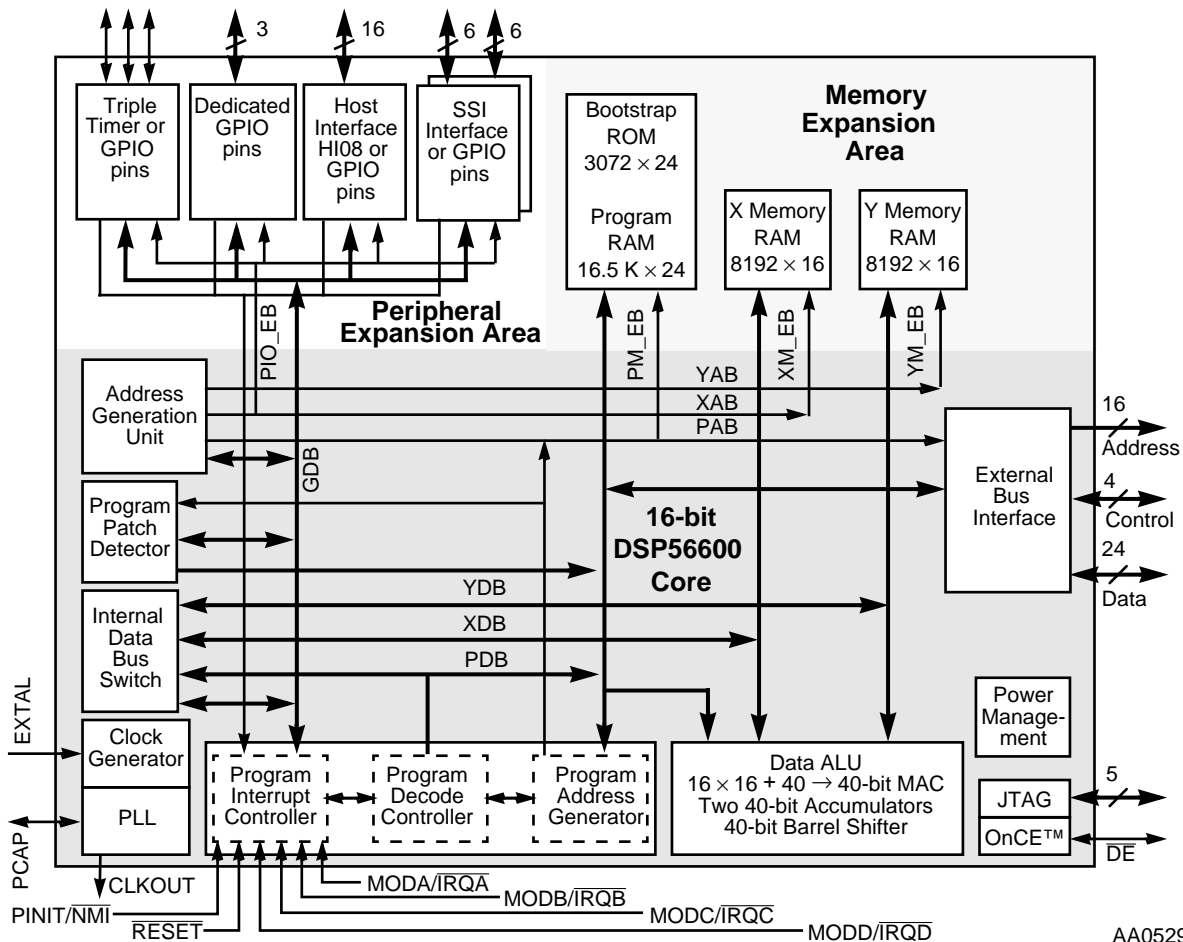 3
16
6
6
Triple
Timer or
GPIO
pins
Dedicated
GPIO
pins
Host
Interface
HI08 or
GPIO
pins
SSI
Interface
or GPIO
pins
Bootstrap
ROM
3072 × 24
Program
RAM
16.5 K × 24
Memory
Expansion
Area
X Memory
RAM
8192 × 16
Y Memory
RAM
8192 × 16
Peripheral
Expansion Area
PIO_EB
PM_EB
XM_EB
YM_EB
Address
Generation
Unit
YAB
XAB
PAB
GDB
External
Bus
Interface
16
Address
4
Control
24
Data
Program
Patch
Detector
16-bit
DSP56600
Core
YDB
XDB
PDB
Internal
Data
Bus
Switch
EXTAL
Clock
Generator
PLL
PCAP
CLKOUT
Program
Interrupt
Controller
Program
Decode
Controller
Program
Address
Generator
Data ALU
16 × 16 + 40 → 40-bit MAC
Two 40-bit Accumulators
40-bit Barrel Shifter
Power
Manage-
ment
JTAG
OnCE™
5
DE
MODA/IRQA
MODB/IRQB
PINIT/NMI
MODC/IRQC
RESET
MODD/IRQD
AA0529